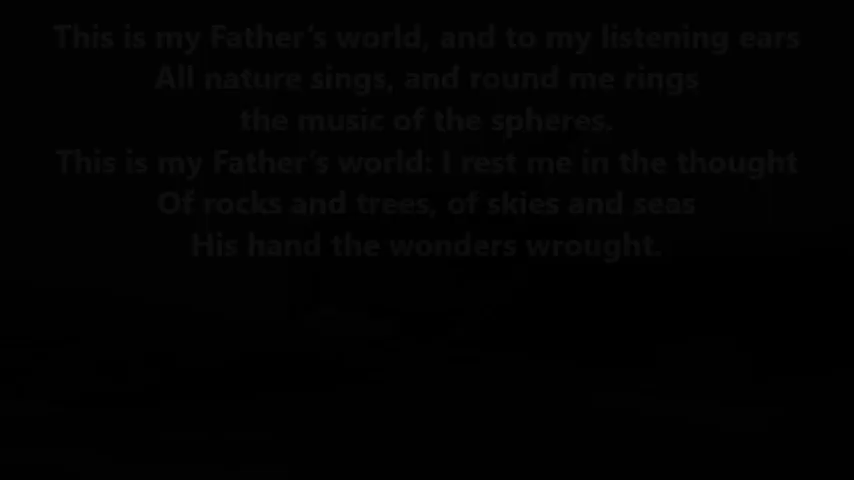 This is my Father's world, and to my listening ears
All nature sings, and round me rings
the music of the spheres.
This is my Father's world: I rest me in the thought
Of rocks and trees, of skies and seas
His hand the wonders wrought.